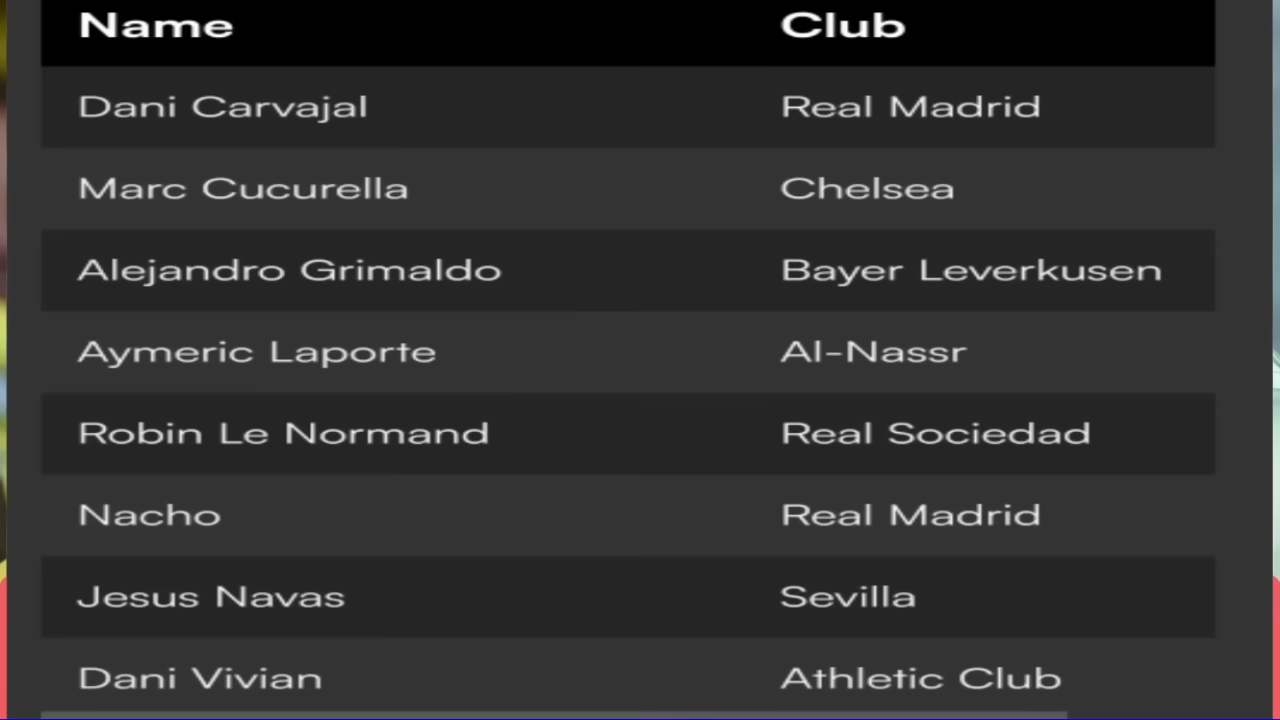 Name Club
Dani Carvajal Real Madrid
Marc Cucurella Chelsea
Alejandro Grimaldo Bayer Leverkusen
Aymeric Laporte Al-Nassr
Robin Le Normand Real Sociedad
Nacho Real Madrid
Jesus Navas Sevilla
Dani Vivian Athletic Club